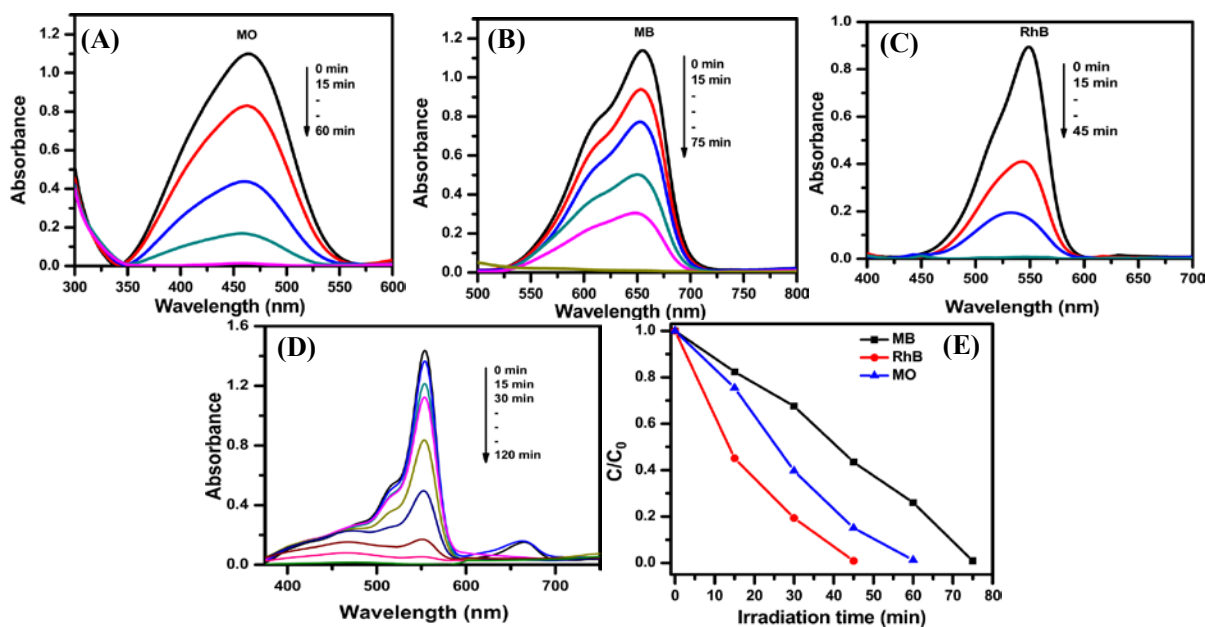 (A)
MO
0 min
15 min
-
-
60 min
Absorbance
1.2
1.0
0.8
0.6
0.4
0.2
0.0
300 350 400 450 500 550 600
Wavelength (nm)
(B)
MB
0 min
15 min
-
-
-
75 min
Absorbance
1.2
1.0
0.8
0.6
0.4
0.2
0.0
500 550 600 650 700 750 800
Wavelength (nm)
(C)
RhB
0 min
15 min
-
-
45 min
Absorbance
1.0
0.8
0.6
0.4
0.2
0.0
400 450 500 550 600 650 700
Wavelength (nm)
(D)
0 min
15 min
30 min
-
-
-
120 min
Absorbance
1.6
1.2
0.8
0.4
0.0
400 500 600 700
Wavelength (nm)
(E)
MB
RhB
MO
C/C0
1.0
0.8
0.6
0.4
0.2
0.0
0 10 20 30 40 50 60 70 80
Irradiation time (min)